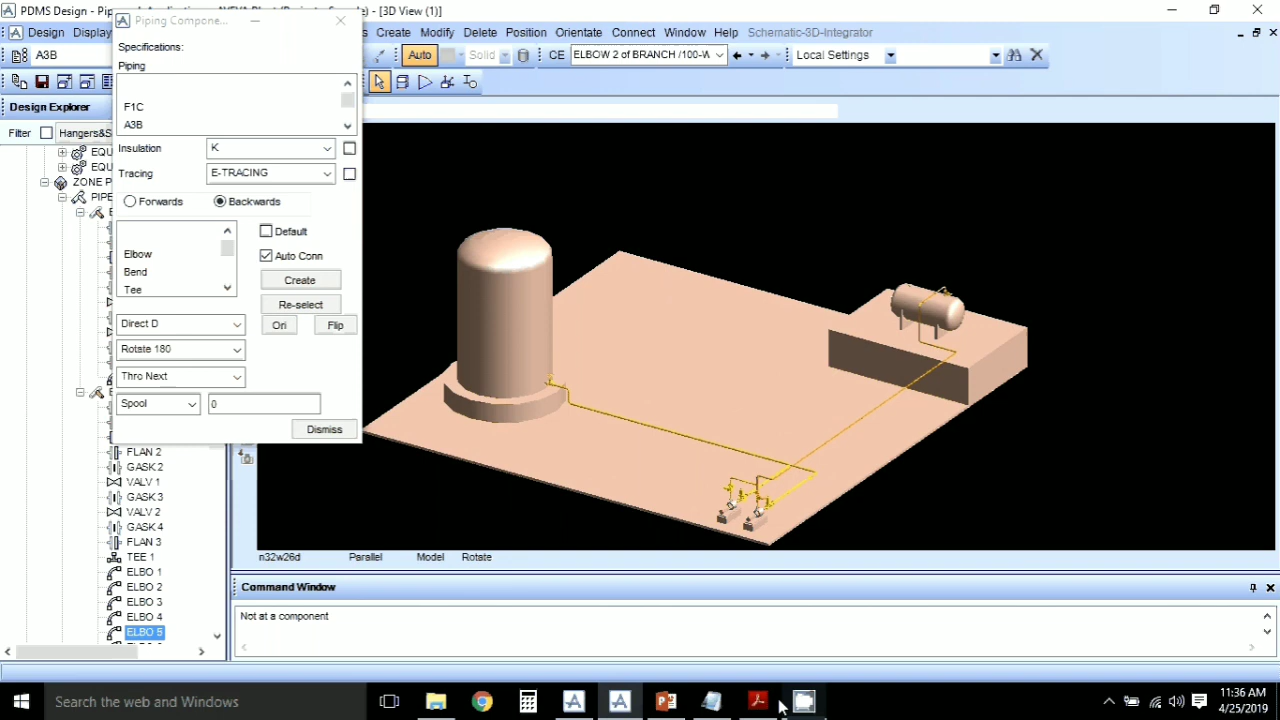 PDMS Design - Pip
- [3D View (1)]
Piping Compone...
Design Display
Create Modify Delete Position Orientate Connect Window Help Schematic-3D-Integrator
A3B
Auto Solid CE ELBOW 2 of BRANCH /100-W Local Settings
Specifications:
Piping
F1C
A3B
Insulation K
Tracing E-TRACING
Forwards Backwards
Elbow
Bend
Tee
Default
Auto Conn
Create
Re-select
Ori Flip
Direct D
Rotate 180
Thro Next
Spool 0
Dismiss
Design Explorer
Filter Hangers&S
EQU
EQU
ZONE P
PIPE
FLAN 2
GASK 2
VALV 1
GASK 3
VALV 2
GASK 4
FLAN 3
TEE 1
ELBO 1
ELBO 2
ELBO 3
ELBO 4
ELBO 5
n32w26d Parallel Model Rotate
Command Window
Not at a component
Search the web and Windows
11:36 AM
4/25/2019